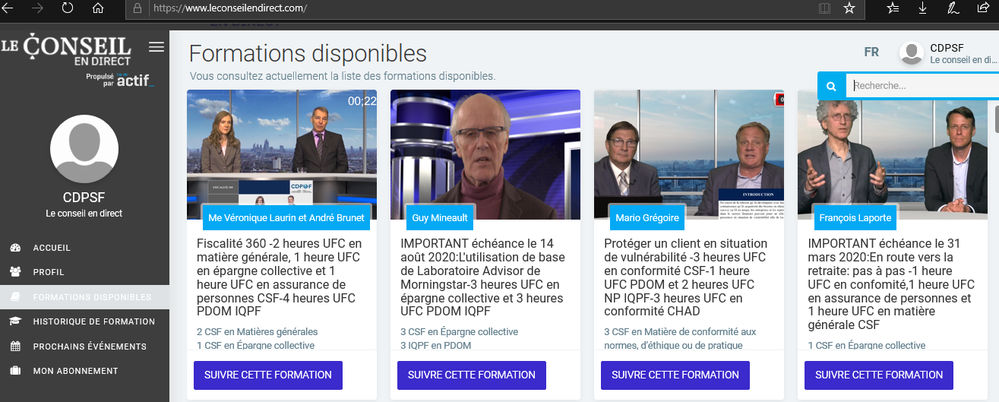 https://www.leconseilendirect.com/
LE CONSEIL
EN DIRECT
Propulsé
par actif
CDPSF
Le conseil en direct
ACCUEIL
PROFIL
FORMATIONS DISPONIBLES
HISTORIQUE DE FORMATION
PROCHAINS ÉVÉNEMENTS
MON ABONNEMENT
EN DIRECT
Formations disponibles
Vous consultez actuellement la liste des formations disponibles.
FR
CDPSF
Le conseil en di...
Recherche...
00:22
FISCALITÉ 360
Me Véronique Laurin et André Brunet
Fiscalité 360 -2 heures UFC en
matière générale, 1 heure UFC
en épargne collective et 1
heure UFC en assurance de
personnes CSF-4 heures UFC
PDOM IQPF
2 CSF en Matières générales
1 CSF en Épargne collective
SUIVRE CETTE FORMATION
Guy Mineault
IMPORTANT échéance le 14
août 2020:L'utilisation de base
de Laboratoire Advisor de
Morningstar-3 heures UFC en
épargne collective et 3 heures
UFC PDOM IQPF
3 CSF en Épargne collective
3 IQPF en PDOM
SUIVRE CETTE FORMATION
INTRODUCTION
Mario Grégoire
Protéger un client en situation
de vulnérabilité -3 heures UFC
en conformité CSF-1 heure
UFC PDOM et 2 heures UFC
NP IQPF-3 heures UFC en
conformité CHAD
3 CSF en Matière de conformité aux
normes, d'éthique ou de pratique
SUIVRE CETTE FORMATION
François Laporte
IMPORTANT échéance le 31
mars 2020:En route vers la
retraite: pas à pas -1 heure
UFC en confomité,1 heure UFC
en assurance de personnes et
1 heure UFC en matière
générale CSF
1 CSF en Épargne collective
SUIVRE CETTE FORMATION